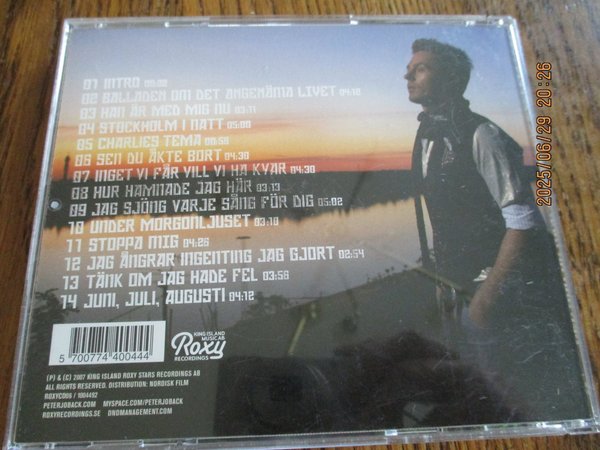 01 INTRO 00:02
02 BALLADEN OM DET ANGENÄMA LIVET 04:12
03 HAN ÄR MED MIG NU 03:11
04 STOCKHOLM I NATT 05:00
05 CHARLIES TEMA 00:58
06 SEN DU ÅKTE BORT 04:30
07 INGET VI FÅR VILL VI HA KVAR 04:30
08 HUR HAMNADE JAG HÄR 03:13
09 JAG SJÖNG VARJE SÅNG FÖR DIG 05:02
10 UNDER MORGONLJUSET 03:18
11 STOPPA MIG 04:26
12 JAG ÅNGRAR INGENTING JAG GJORT 02:54
13 TÄNK OM JAG HADE FEL 03:56
14 JUNI, JULI, AUGUSTI 04:12
5 700774 400444
KING ISLAND
MUSIC AB
Roxy
RECORDINGS
(P) & (C) 2007 KING ISLAND ROXY STARS RECORDINGS AB
ALL RIGHTS RESERVED. DISTRIBUTION: NORDISK FILM
ROXYCD66 / 1004492
PETERJOBACK.COM MYSPACE.COM/PETERJOBACK
ROXYRECORDINGS.SE DNDMANAGEMENT.COM
2025/06/29 20:26